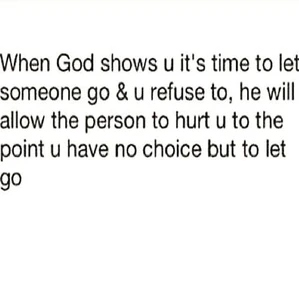 When God shows u it's time to let
someone go & u refuse to, he will
allow the person to hurt u to the
point u have no choice but to let
go